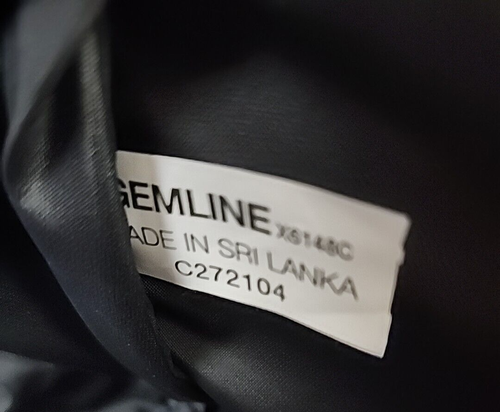 GEMLINE X6148C
ADE IN SRI LANKA
C272104